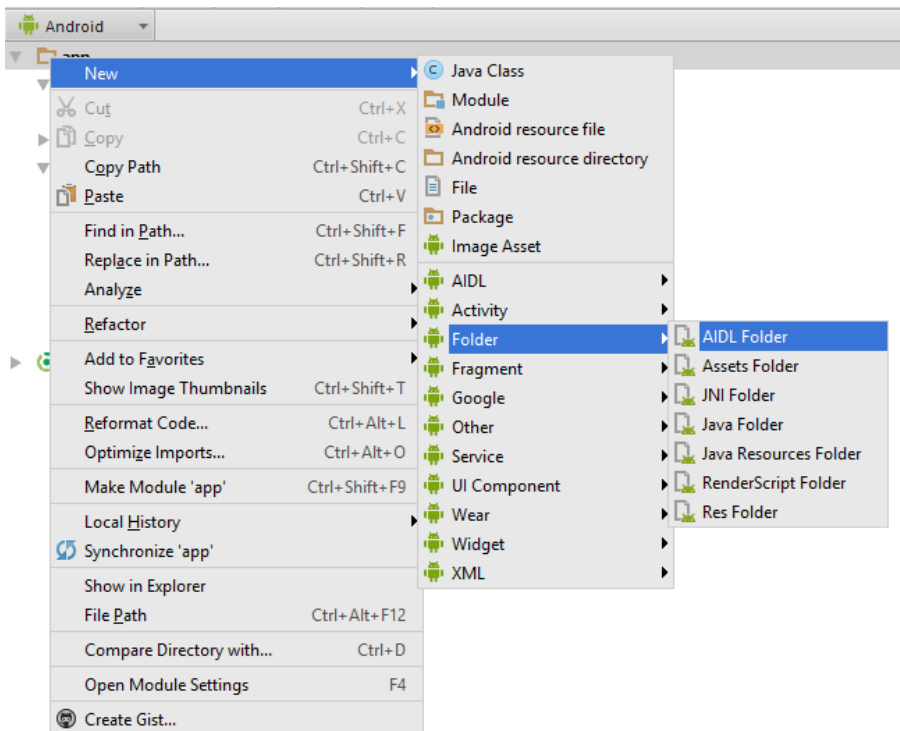 Android
app
New
Cut Ctrl+X
Copy Ctrl+C
Copy Path Ctrl+Shift+C
Paste Ctrl+V
Find in Path... Ctrl+Shift+F
Replace in Path... Ctrl+Shift+R
Analyze
Refactor
Add to Favorites
Show Image Thumbnails Ctrl+Shift+T
Reformat Code... Ctrl+Alt+L
Optimize Imports... Ctrl+Alt+O
Make Module 'app' Ctrl+Shift+F9
Local History
Synchronize 'app'
Show in Explorer
File Path Ctrl+Alt+F12
Compare Directory with... Ctrl+D
Open Module Settings F4
Create Gist...
Java Class
Module
Android resource file
Android resource directory
File
Package
Image Asset
AIDL
Activity
Folder
Fragment
Google
Other
Service
UI Component
Wear
Widget
XML
AIDL Folder
Assets Folder
JNI Folder
Java Folder
Java Resources Folder
RenderScript Folder
Res Folder